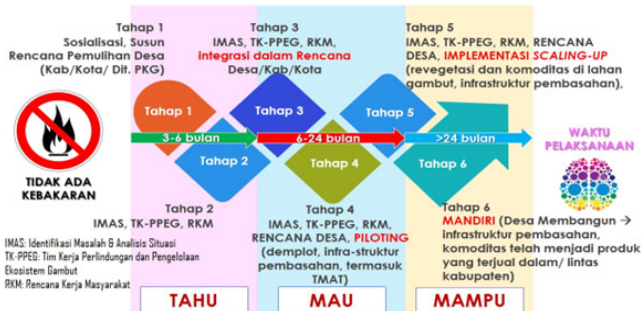 Tahap 1
Sosialisasi, Susun
Rencana Pemulihan Desa
(Kab/Kota/ Dit. PKG)
Tahap 3
IMAS, TK-PPEG, RKM,
integrasi dalam Rencana
Desa/Kab/Kota
Tahap 5
IMAS, TK-PPEG, RKM, RENCANA
DESA, IMPLEMENTASI SCALING-UP
(revegetasi dan komoditas di lahan
gambut, infrastruktur pembasahan),
Tahap 1
Tahap 3
Tahap 5
3-6 bulan
6-24 bulan
>24 bulan
Tahap 2
Tahap 4
Tahap 6
WAKTU
PELAKSANAAN
TIDAK ADA
KEBAKARAN
Tahap 2
IMAS, TK-PPEG, RKM
IMAS: Identifikasi Masalah & Analisis Situasi
TK-PPEG: Tim Kerja Perlindungan dan Pengelolaan
Ekosistem Gambut
RKM: Rencana Kerja Masyarakat
Tahap 4
IMAS, TK-PPEG, RKM,
RENCANA DESA, PILOTING
(demplot, infra-struktur
pembasahan, termasuk
TMAT)
Tahap 6
MANDIRI (Desa Membangun →
infrastruktur pembasahan,
komoditas telah menjadi produk
yang terjual dalam/ lintas
kabupaten)
TAHU
MAU
MAMPU